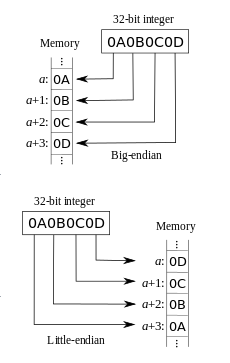 32-bit integer
0A0B0C0D
Memory
⋮
a: 0A
a+1: 0B
a+2: 0C
a+3: 0D
⋮
Big-endian
32-bit integer
0A0B0C0D
Memory
⋮
a: 0D
a+1: 0C
a+2: 0B
a+3: 0A
⋮
Little-endian